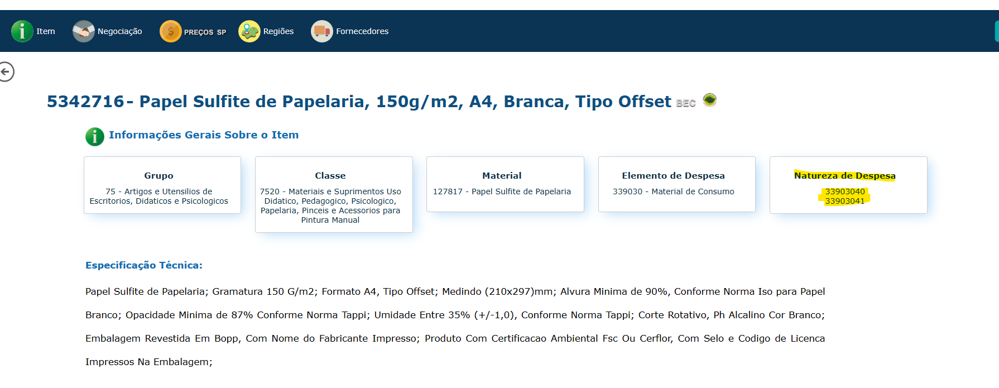 Item Negociação PREÇOS SP Regiões Fornecedores
5342716- Papel Sulfite de Papelaria, 150g/m2, A4, Branca, Tipo Offset BEC
Informações Gerais Sobre o Item
Grupo
75 - Artigos e Utensilios de
Escritorios, Didaticos e Psicologicos
Classe
7520 - Materiais e Suprimentos Uso
Didatico, Pedagogico, Psicologico,
Papelaria, Pinceis e Acessorios para
Pintura Manual
Material
127817 - Papel Sulfite de Papelaria
Elemento de Despesa
339030 - Material de Consumo
Natureza de Despesa
33903040
33903041
Especificação Técnica:
Papel Sulfite de Papelaria; Gramatura 150 G/m2; Formato A4, Tipo Offset; Medindo (210x297)mm; Alvura Minima de 90%, Conforme Norma Iso para Papel
Branco; Opacidade Minima de 87% Conforme Norma Tappi; Umidade Entre 35% (+/-1,0), Conforme Norma Tappi; Corte Rotativo, Ph Alcalino Cor Branco;
Embalagem Revestida Em Bopp, Com Nome do Fabricante Impresso; Produto Com Certificacao Ambiental Fsc Ou Cerflor, Com Selo e Codigo de Licenca
Impressos Na Embalagem;